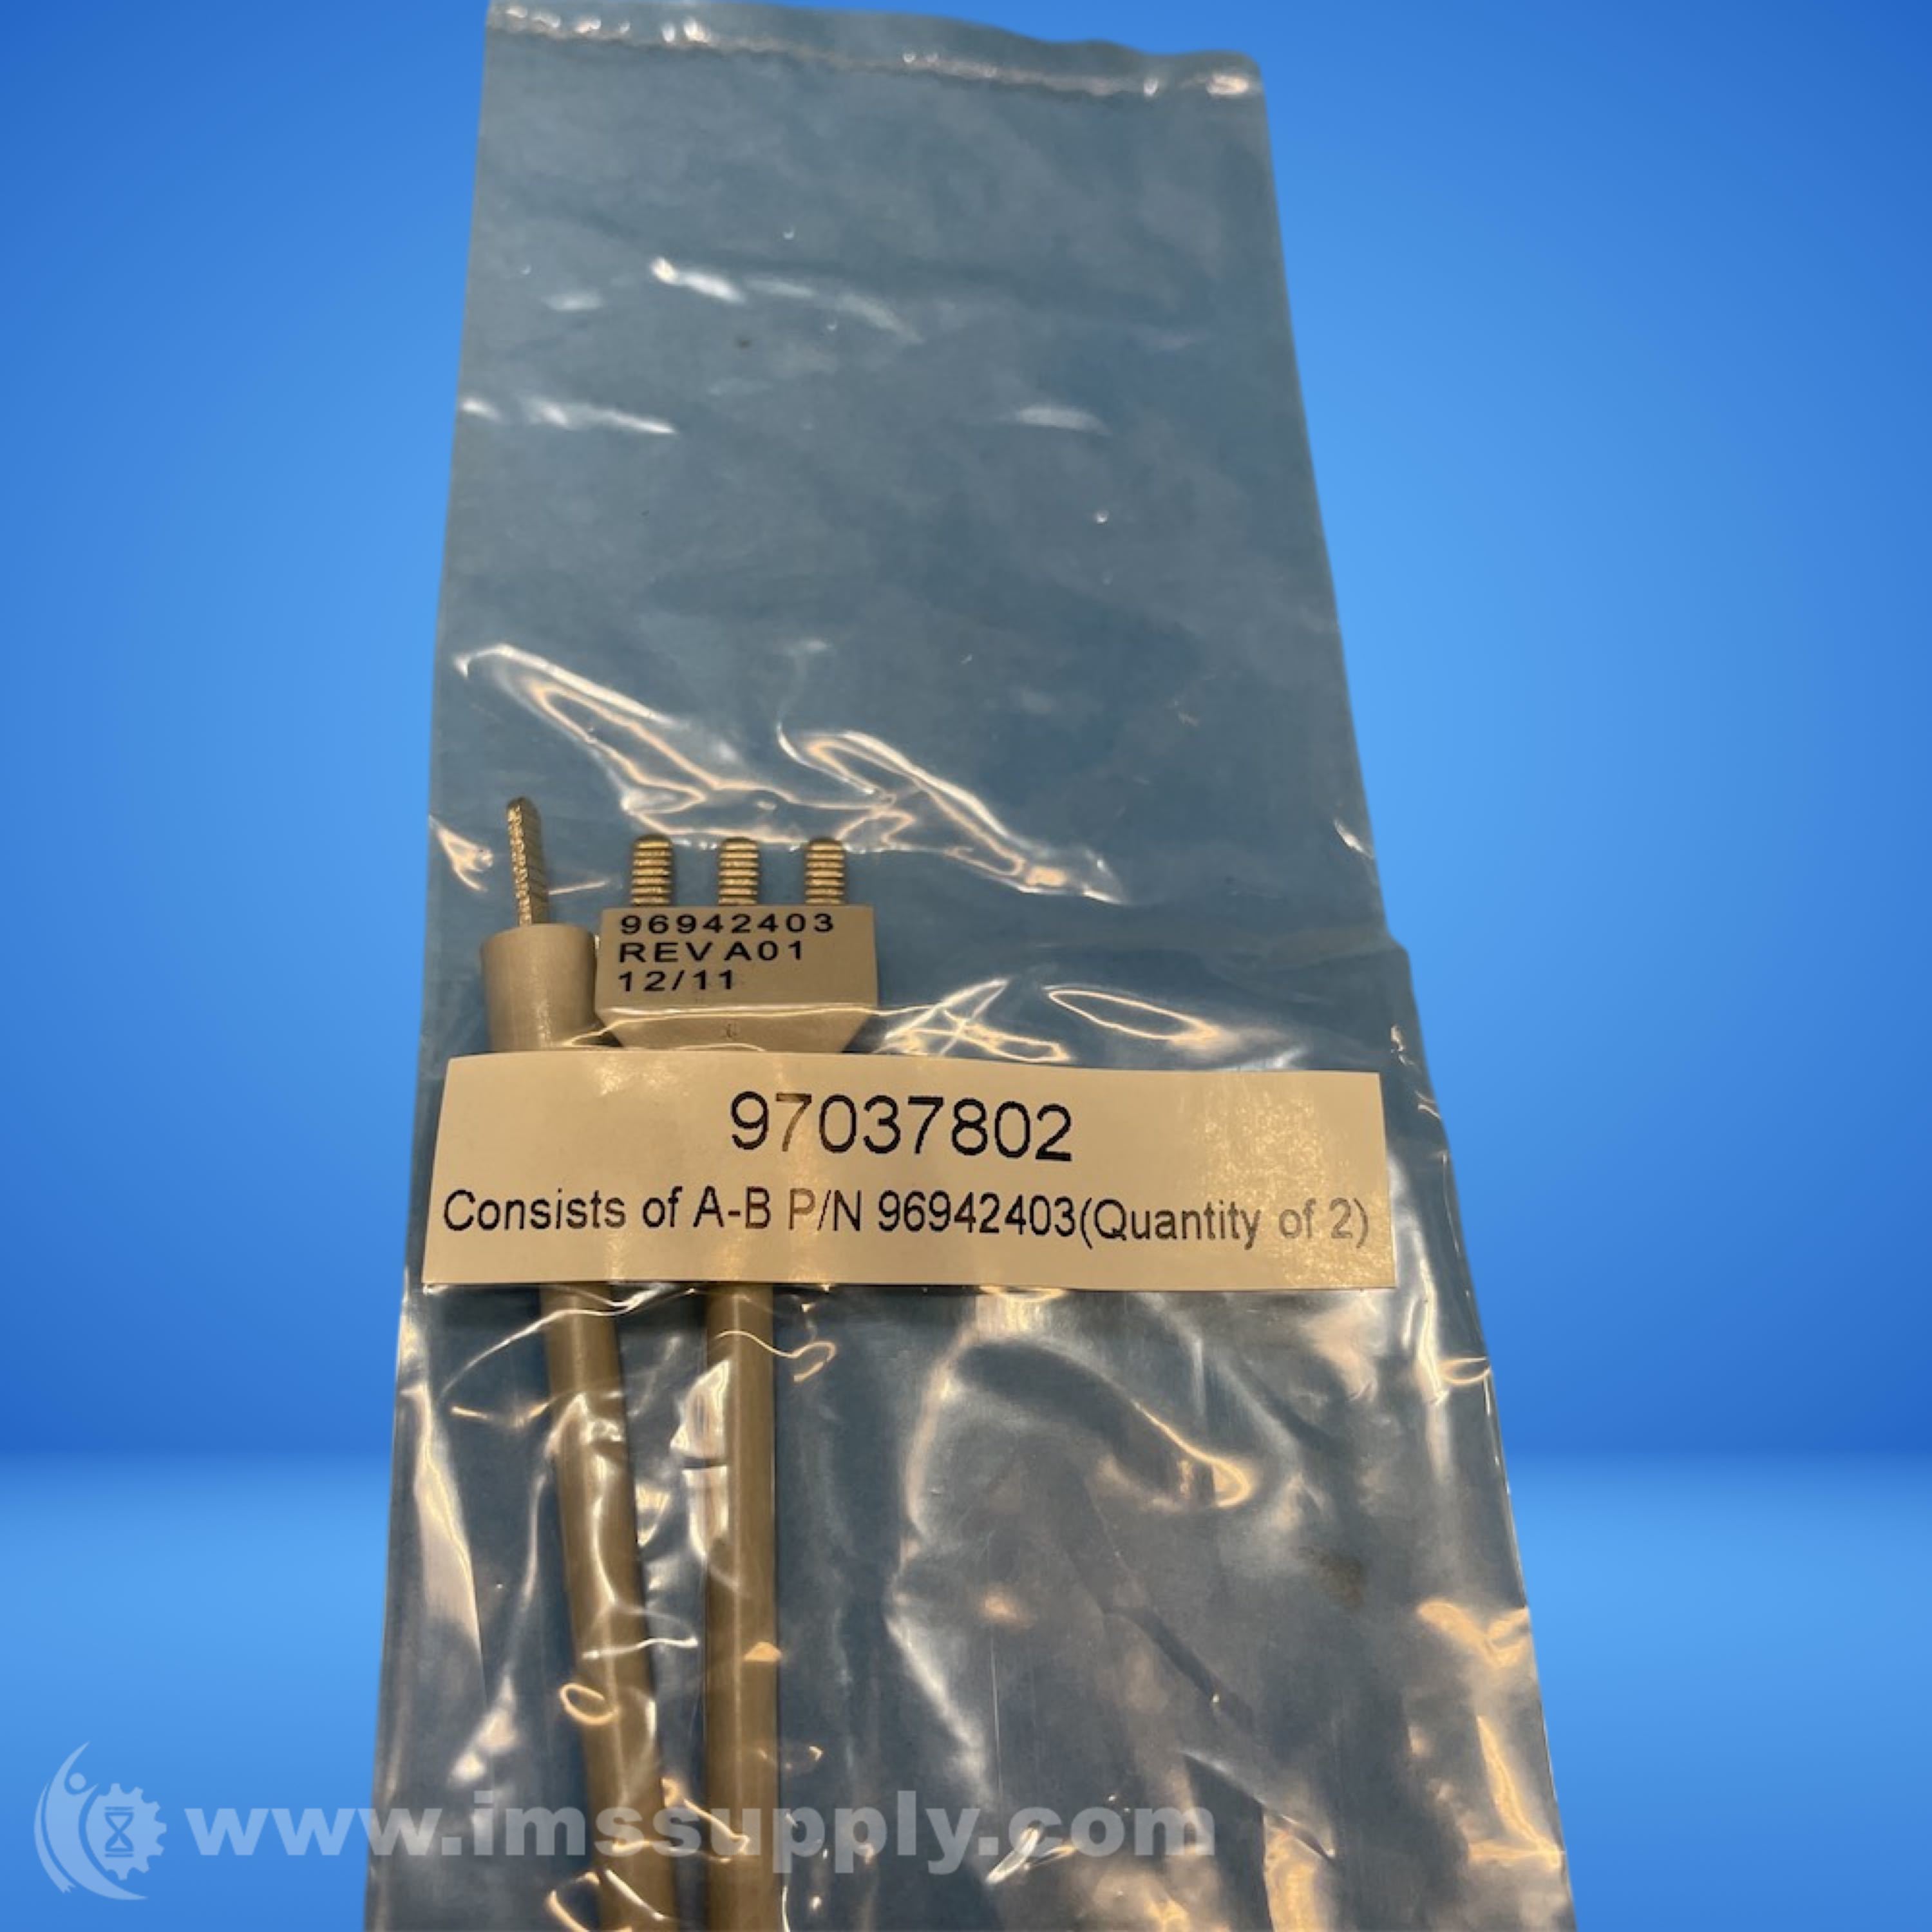 96942403
REV A01
12/11
97037802
Consists of A-B P/N 96942403(Quantity of 2)
www.imssupply.com